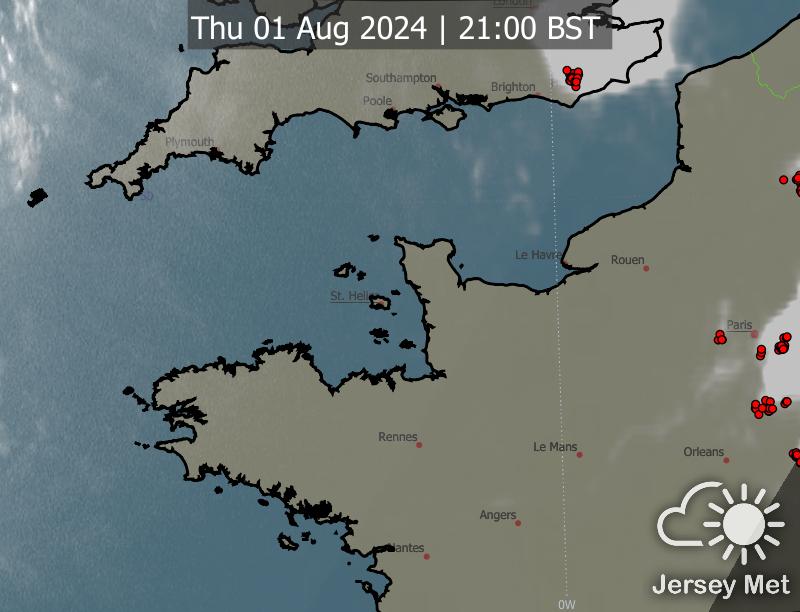 London
Thu 01 Aug 2024 | 21:00 BST
Southampton
Brighton
Poole
Plymouth
Le Havre
Rouen
St. Helier
Paris
Rennes
Le Mans
Orleans
Angers
Nantes
0W
Jersey Met